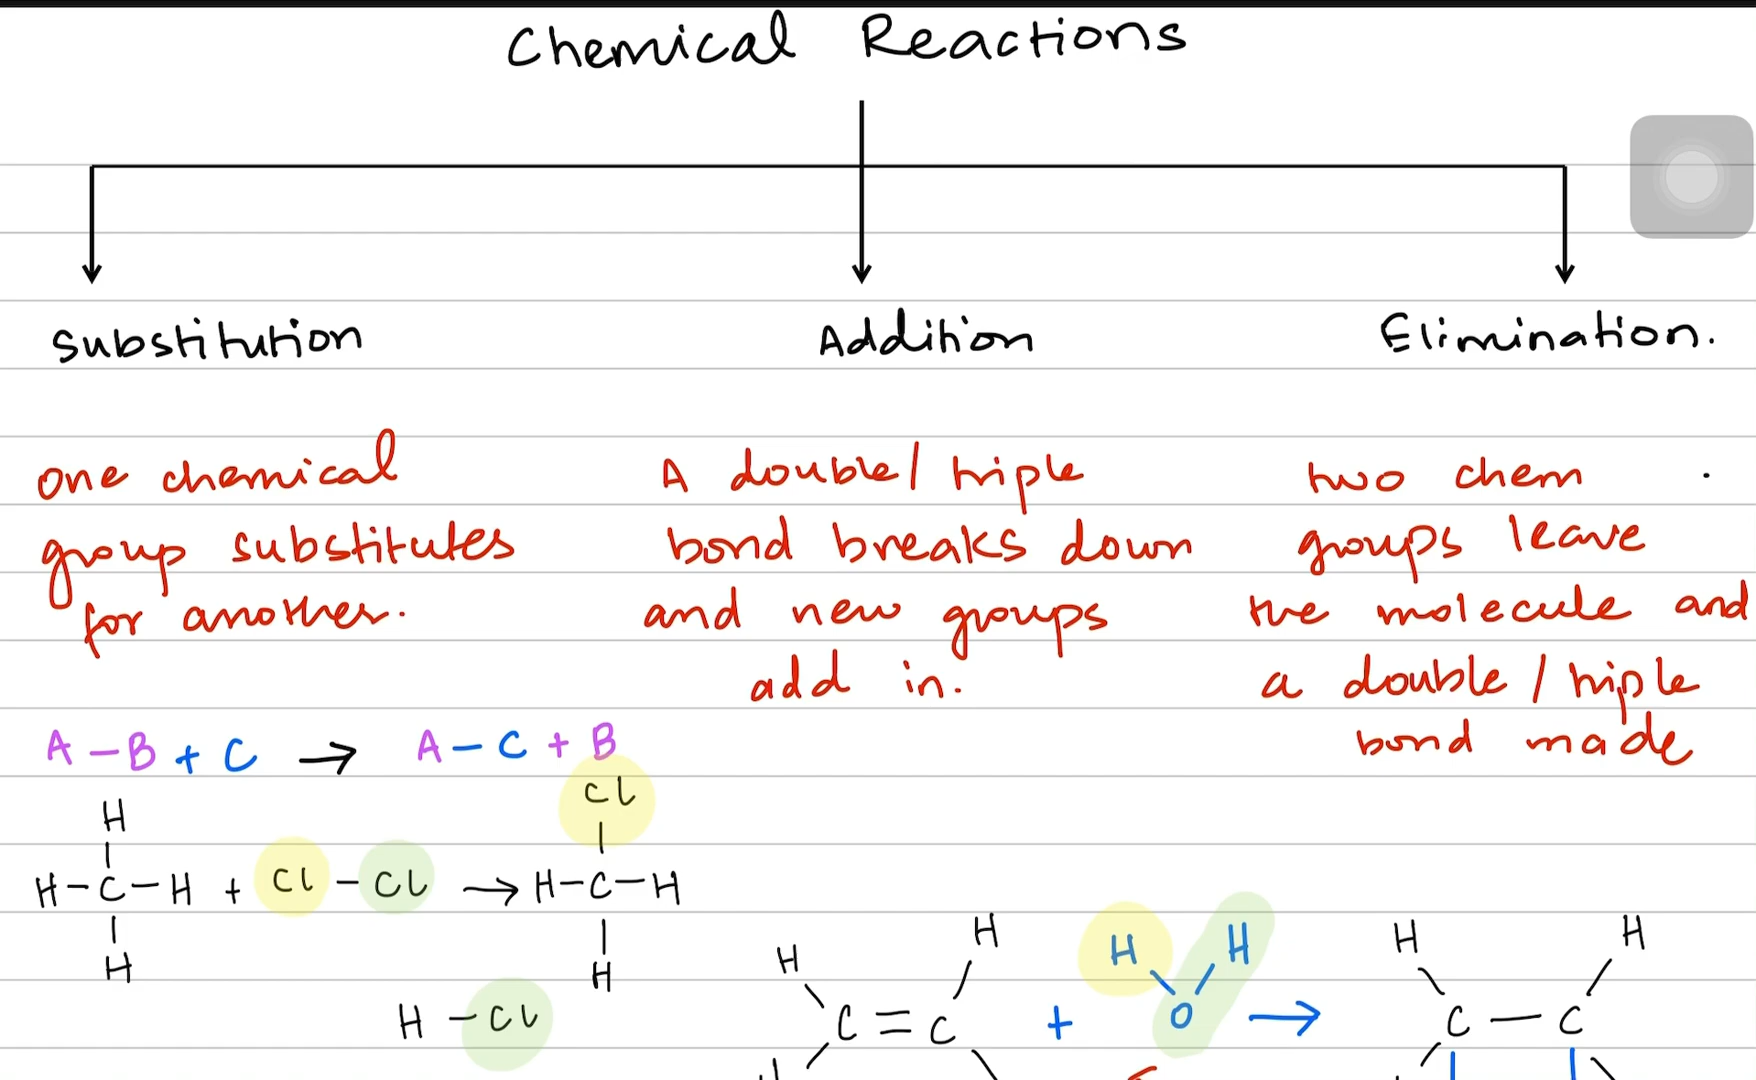 Chemical Reactions
Substitution
Addition
Elimination.
one chemical
group substitutes
for another.
A double/triple
bond breaks down
and new groups
add in.
two chem
groups leave
the molecule and
a double/triple
bond made
A-B + C → A-C + B
H
Cl
H-C-H + Cl-Cl → H-C-H
H
H
H-Cl
H H
C=C
H
+
H H
O
→
H H
C-C